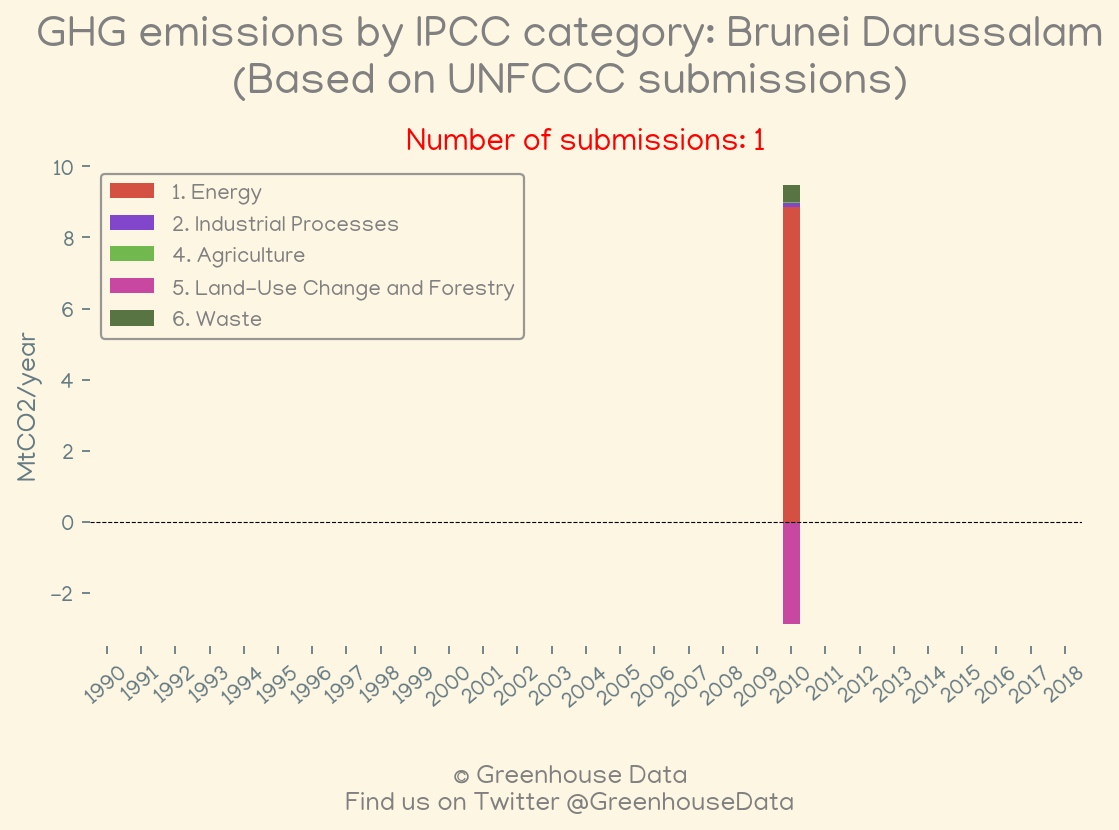 GHG emissions by IPCC category: Brunei Darussalam
(Based on UNFCCC submissions)
Number of submissions: 1
10
8
6
4
2
0
−2
MtCO2/year
1. Energy
2. Industrial Processes
4. Agriculture
5. Land-Use Change and Forestry
6. Waste
1990 1991 1992 1993 1994 1995 1996 1997 1998 1999 2000 2001 2002 2003 2004 2005 2006 2007 2008 2009 2010 2011 2012 2013 2014 2015 2016 2017 2018
© Greenhouse Data
Find us on Twitter @GreenhouseData